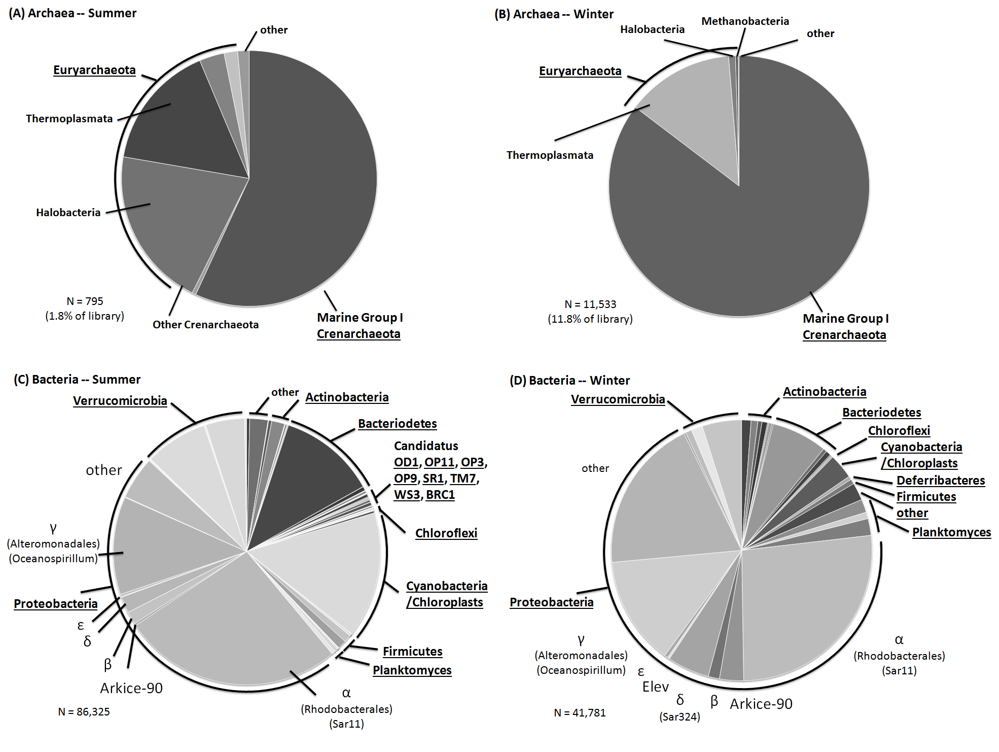 (A) Archaea -- Summer
other
Euryarchaeota
Thermoplasmata
Halobacteria
N = 795
(1.8% of library)
Other Crenarchaeota
Marine Group I
Crenarchaeota
(B) Archaea -- Winter
Methanobacteria
Halobacteria
other
Euryarchaeota
Thermoplasmata
N = 11,533
(11.8% of library)
Marine Group I
Crenarchaeota
(C) Bacteria -- Summer
Verrucomicrobia
other
Actinobacteria
Bacteriodetes
Candidatus
OD1, OP11, OP3,
OP9, SR1, TM7,
WS3, BRC1
Chloroflexi
Cyanobacteria
/Chloroplasts
Firmicutes
Planktomyces
α
(Rhodobacterales)
(Sar11)
other
γ
(Alteromonadales)
(Oceanospirillum)
Proteobacteria
ε
δ
β
Arkice-90
N = 86,325
(D) Bacteria -- Winter
Verrucomicrobia
Actinobacteria
Bacteriodetes
Chloroflexi
Cyanobacteria
/Chloroplasts
Deferribacteres
Firmicutes
other
Planktomyces
other
Proteobacteria
γ
(Alteromonadales)
(Oceanospirillum)
ε
Elev
δ
(Sar324)
β
Arkice-90
α
(Rhodobacterales)
(Sar11)
N = 41,781